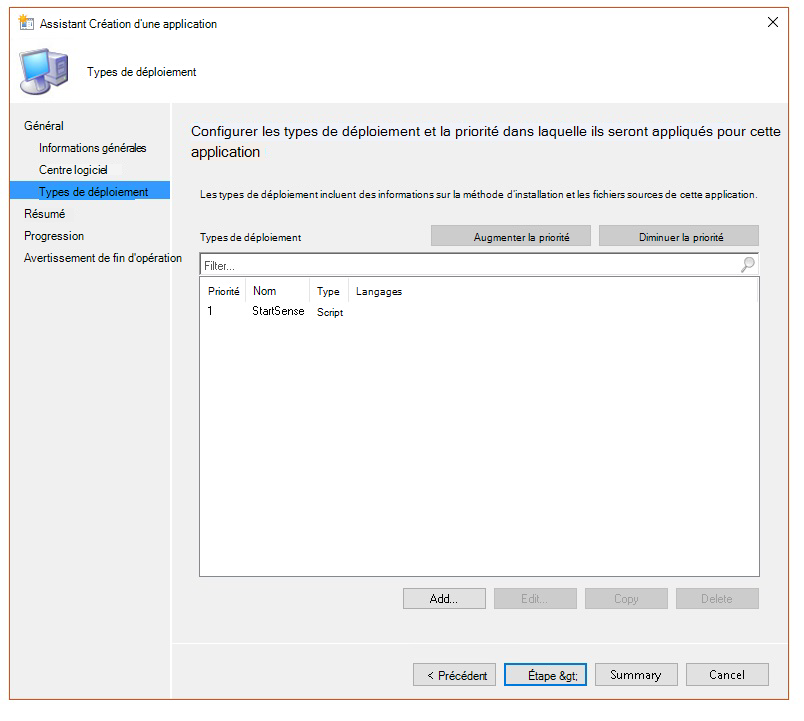 Assistant Création d'une application
Types de déploiement
Général
Informations générales
Centre logiciel
Types de déploiement
Résumé
Progression
Avertissement de fin d'opération
Configurer les types de déploiement et la priorité dans laquelle ils seront appliqués pour cette
application
Les types de déploiement incluent des informations sur la méthode d'installation et les fichiers sources de cette application.
Types de déploiement
Augmenter la priorité
Diminuer la priorité
Filter...
Priorité Nom Type Langages
1 StartSense Script
Add... Edit... Copy Delete
< Précédent Étape &gt; Summary Cancel